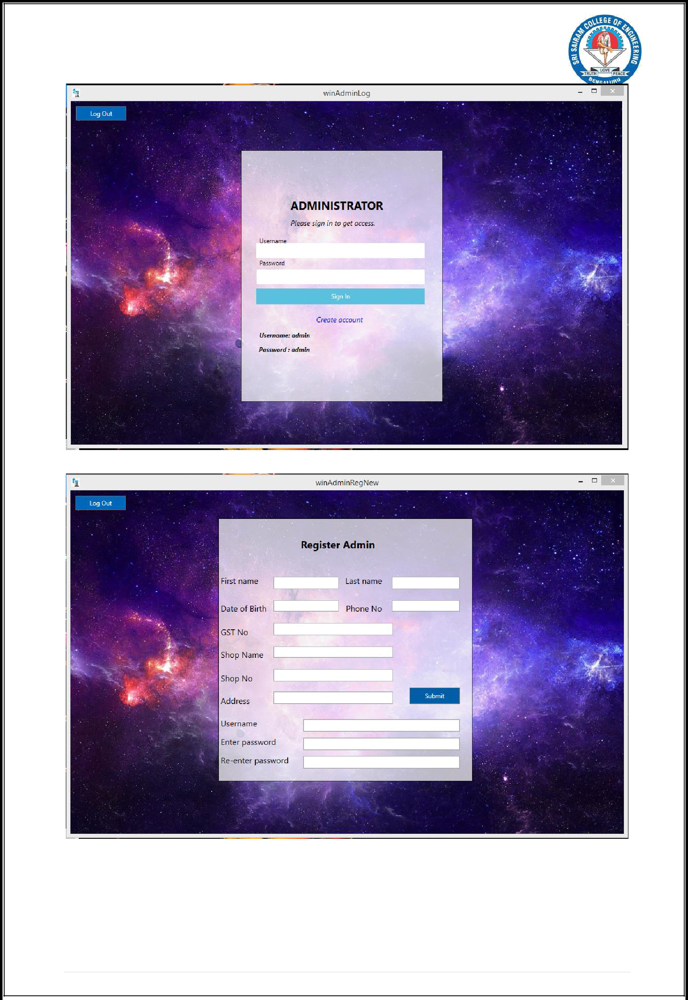 SRI SAIRAM COLLEGE OF ENGINEERING
TRUTH LOVE PEACE
BENGALURU
winAdminLog
Log Out
ADMINISTRATOR
Please sign in to get access.
Username
Password
Sign In
Create account
Username: admin
Password : admin
winAdminRegNew
Log Out
Register Admin
First name Last name
Date of Birth Phone No
GST No
Shop Name
Shop No
Address Submit
Username
Enter password
Re-enter password